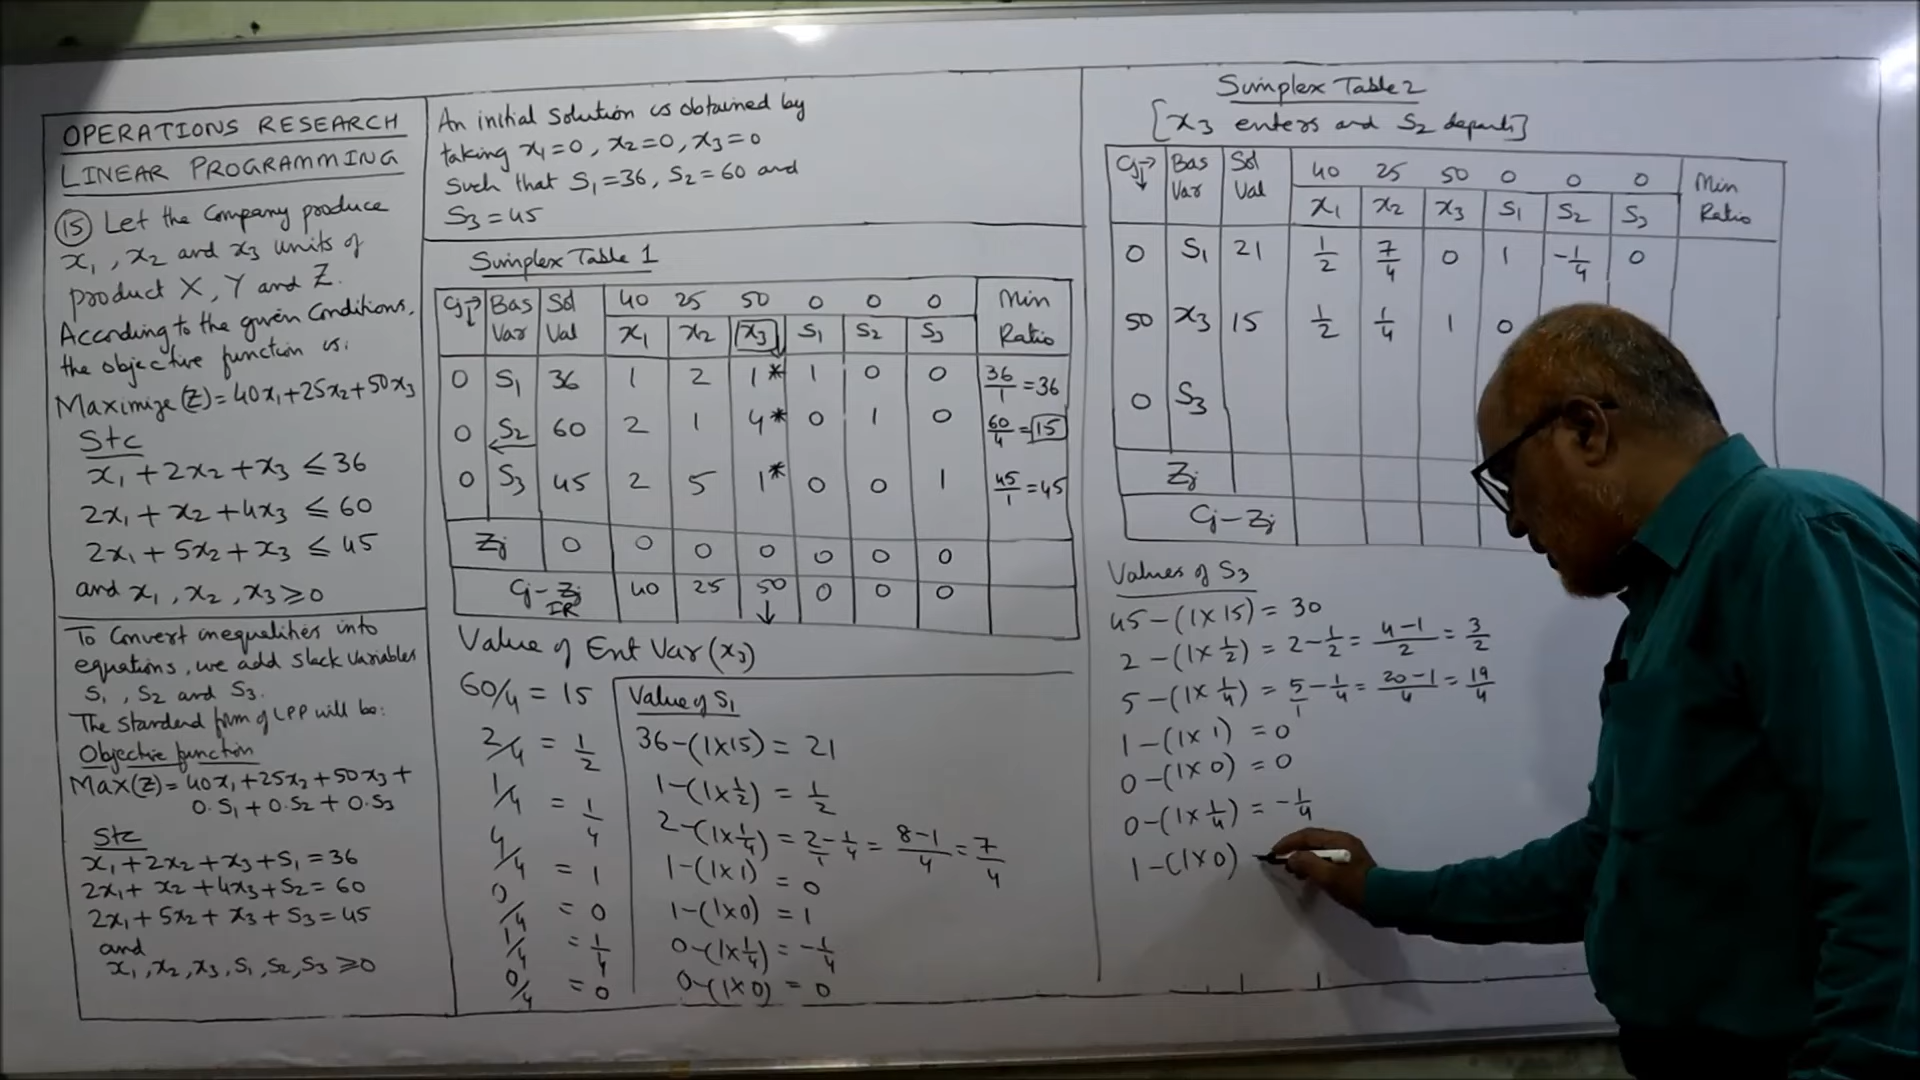 OPERATIONS RESEARCH
LINEAR PROGRAMMING
(15) Let the Company produce
x₁, x₂ and x₃ units of
product X, Y and Z.
According to the given Conditions,
the objective function is:
Maximize (Z) = 40x₁+25x₂+50x₃
Stc
x₁+2x₂+x₃ ≤ 36
2x₁+x₂+4x₃ ≤ 60
2x₁+5x₂+x₃ ≤ 45
and x₁, x₂, x₃ ≥ 0
To Convert inequalities into
equations, we add slack variables
S₁, S₂ and S₃.
The standard form of LPP will be:
Objective function
Max(Z) = 40x₁+25x₂+50x₃+
0.S₁+0.S₂+0.S₃
Stc
x₁+2x₂+x₃+S₁=36
2x₁+x₂+4x₃+S₂=60
2x₁+5x₂+x₃+S₃=45
and
x₁, x₂, x₃, S₁, S₂, S₃ ≥ 0
An initial Solution is obtained by
taking x₁=0, x₂=0, x₃=0
Such that S₁=36, S₂=60 and
S₃=45
Simplex Table 1
Cj→ Bas Sol 40 25 50 0 0 0 Min
↓ Var Val x₁ x₂ x₃ S₁ S₂ S₃ Ratio
0 S₁ 36 1 2 1* 1 0 0 36/1=36
0 S₂ 60 2 1 4* 0 1 0 60/4=15
0 S₃ 45 2 5 1* 0 0 1 45/1=45
Zj 0 0 0 0 0 0 0
Cj-Zj 40 25 50 0 0 0
IR ↓
Value of Ent Var (x₃)
60/4 = 15
2/4 = 1/2
1/4 = 1/4
4/4 = 1
0/4 = 0
1/4 = 1/4
0/4 = 0
Value of S₁
36-(1×15) = 21
1-(1×1/2) = 1/2
2-(1×1/4) = 2/1-1/4 = 8-1/4 = 7/4
1-(1×1) = 0
1-(1×0) = 1
0-(1×1/4) = -1/4
0-(1×0) = 0
Simplex Table 2
[x₃ enters and S₂ departs]
Cj→ Bas Sol 40 25 50 0 0 0 Min
↓ Var Val x₁ x₂ x₃ S₁ S₂ S₃ Ratio
0 S₁ 21 1/2 7/4 0 1 -1/4 0
50 x₃ 15 1/2 1/4 1 0
0 S₃
Zj
Cj-Zj
Values of S₃
45-(1×15) = 30
2-(1×1/2) = 2-1/2 = 4-1/2 = 3/2
5-(1×1/4) = 5/1-1/4 = 20-1/4 = 19/4
1-(1×1) = 0
0-(1×0) = 0
0-(1×1/4) = -1/4
1-(1×0)